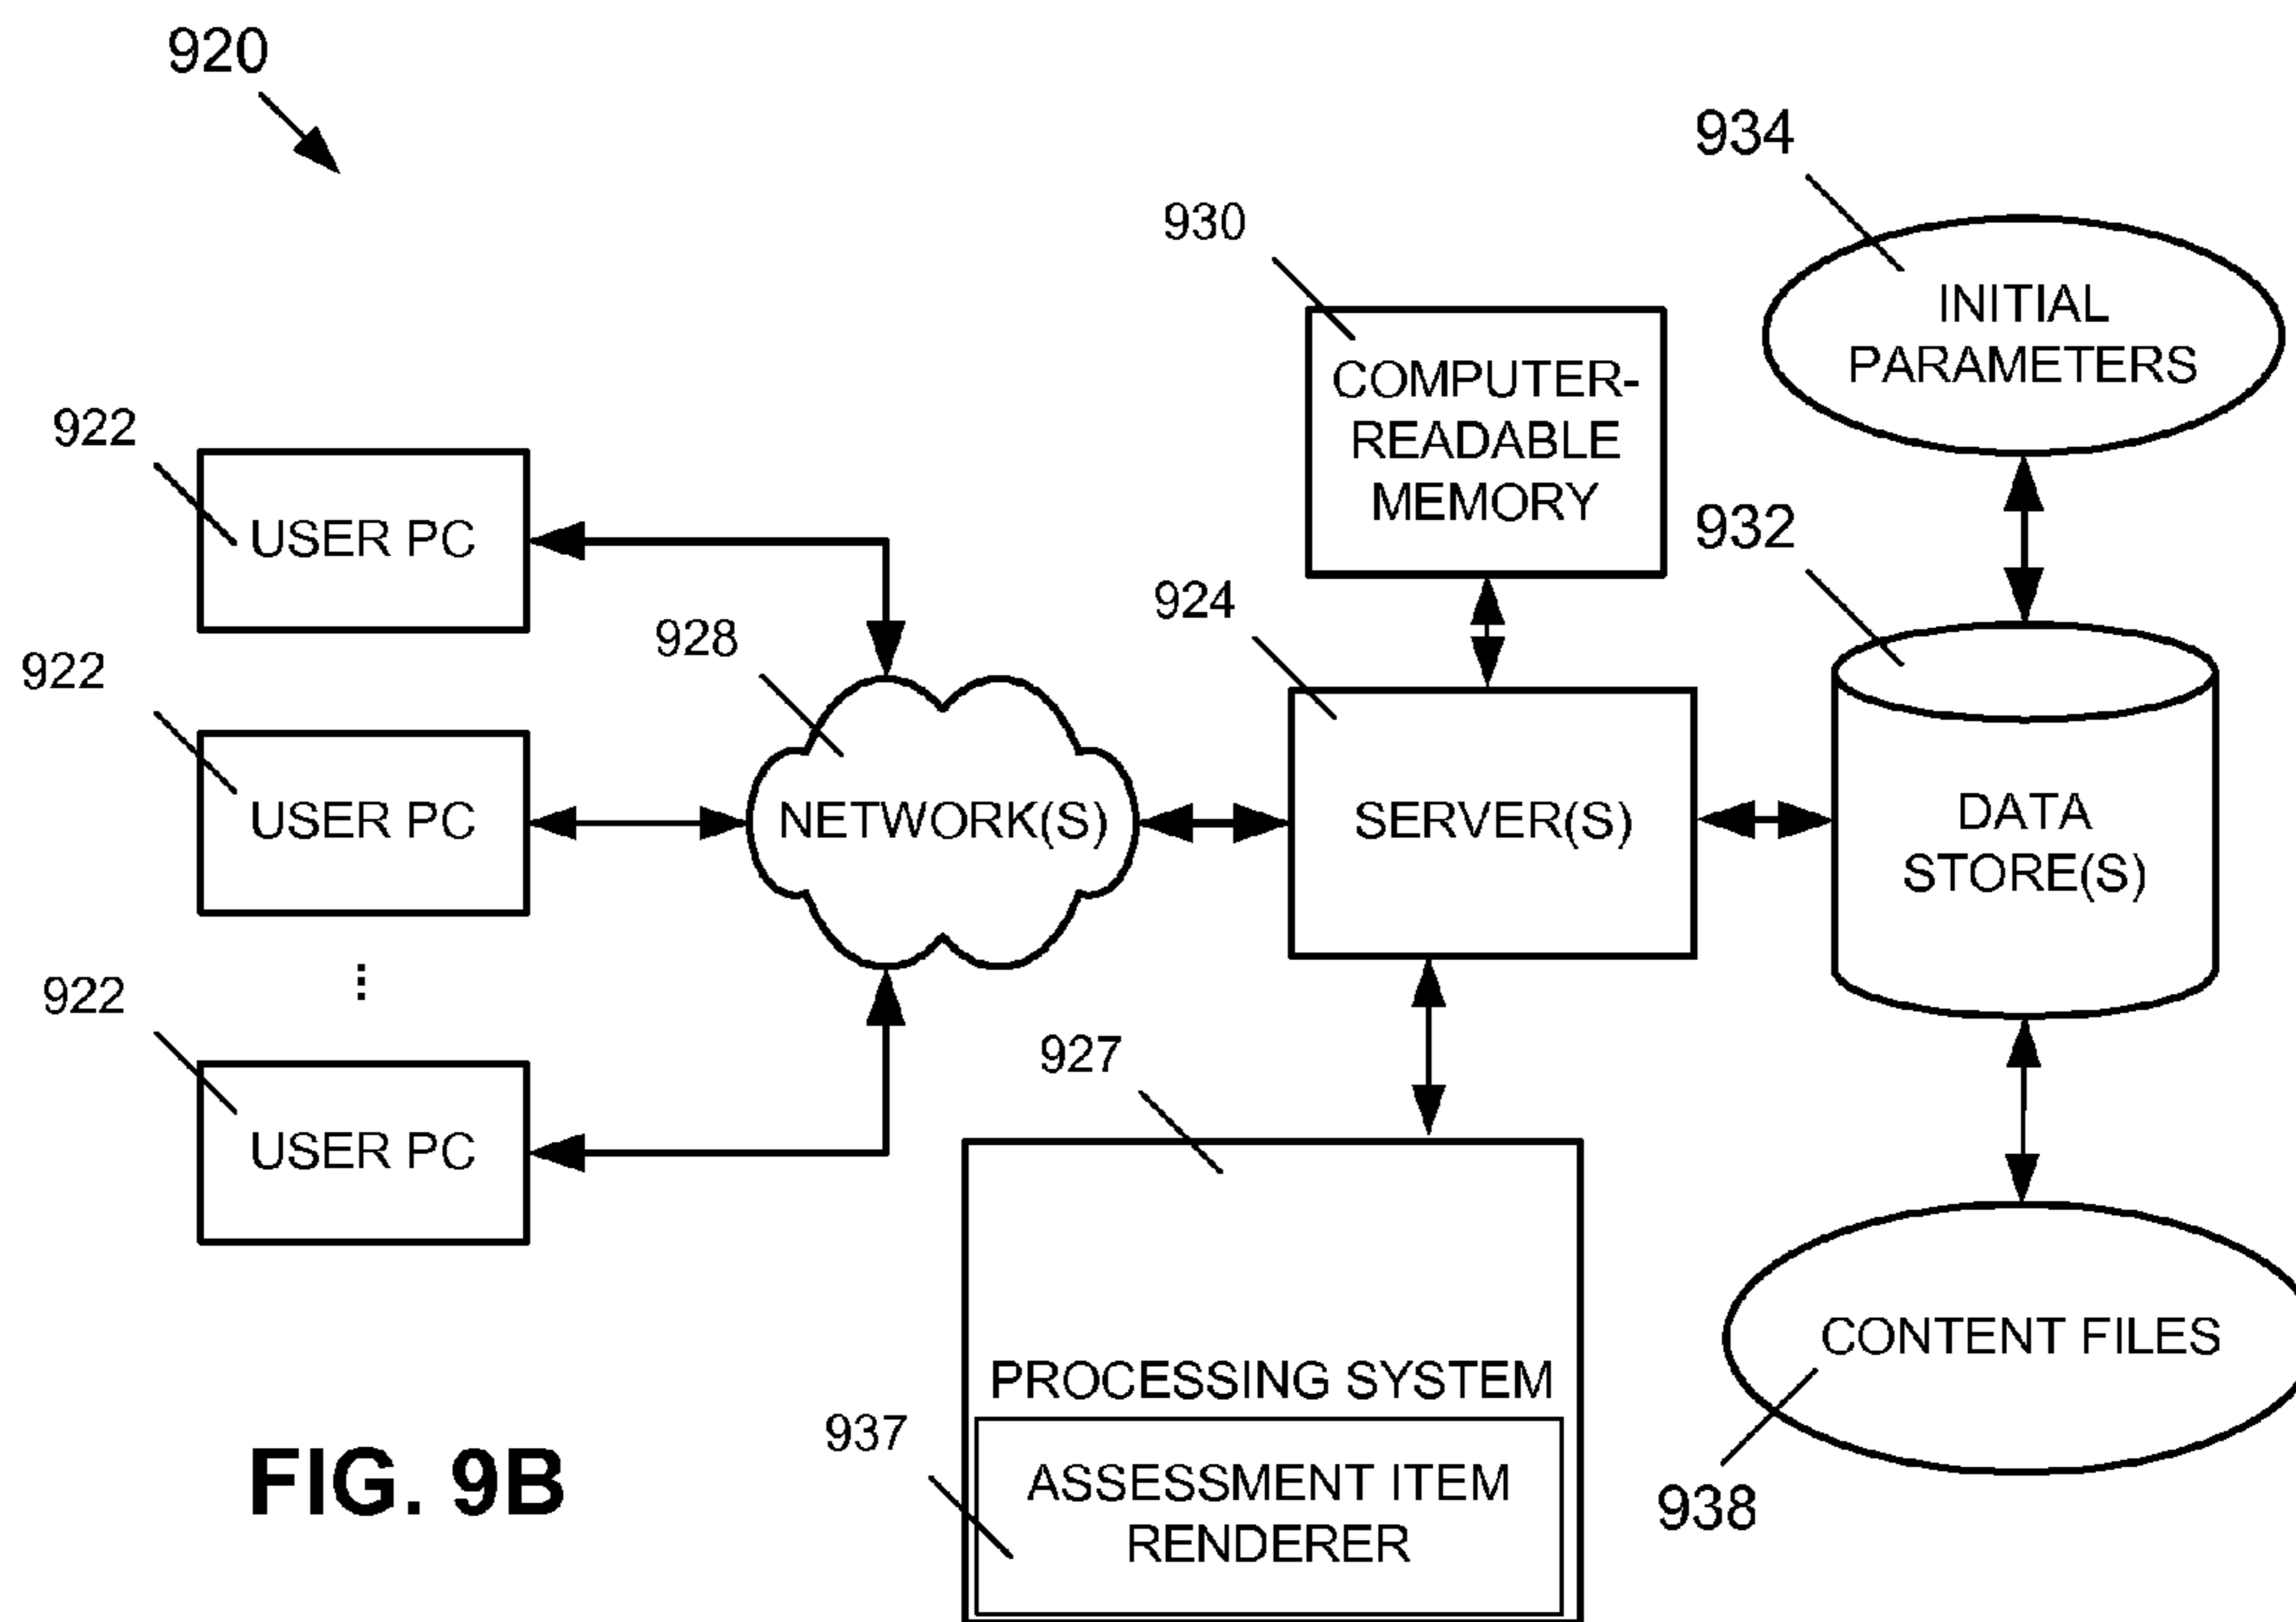 920
934
930
INITIAL
PARAMETERS
COMPUTER-
READABLE
MEMORY
922
USER PC
932
924
928
922
USER PC
NETWORK(S)
SERVER(S)
DATA
STORE(S)
⋮
922
USER PC
927
PROCESSING SYSTEM
937
ASSESSMENT ITEM
RENDERER
CONTENT FILES
938
FIG. 9B